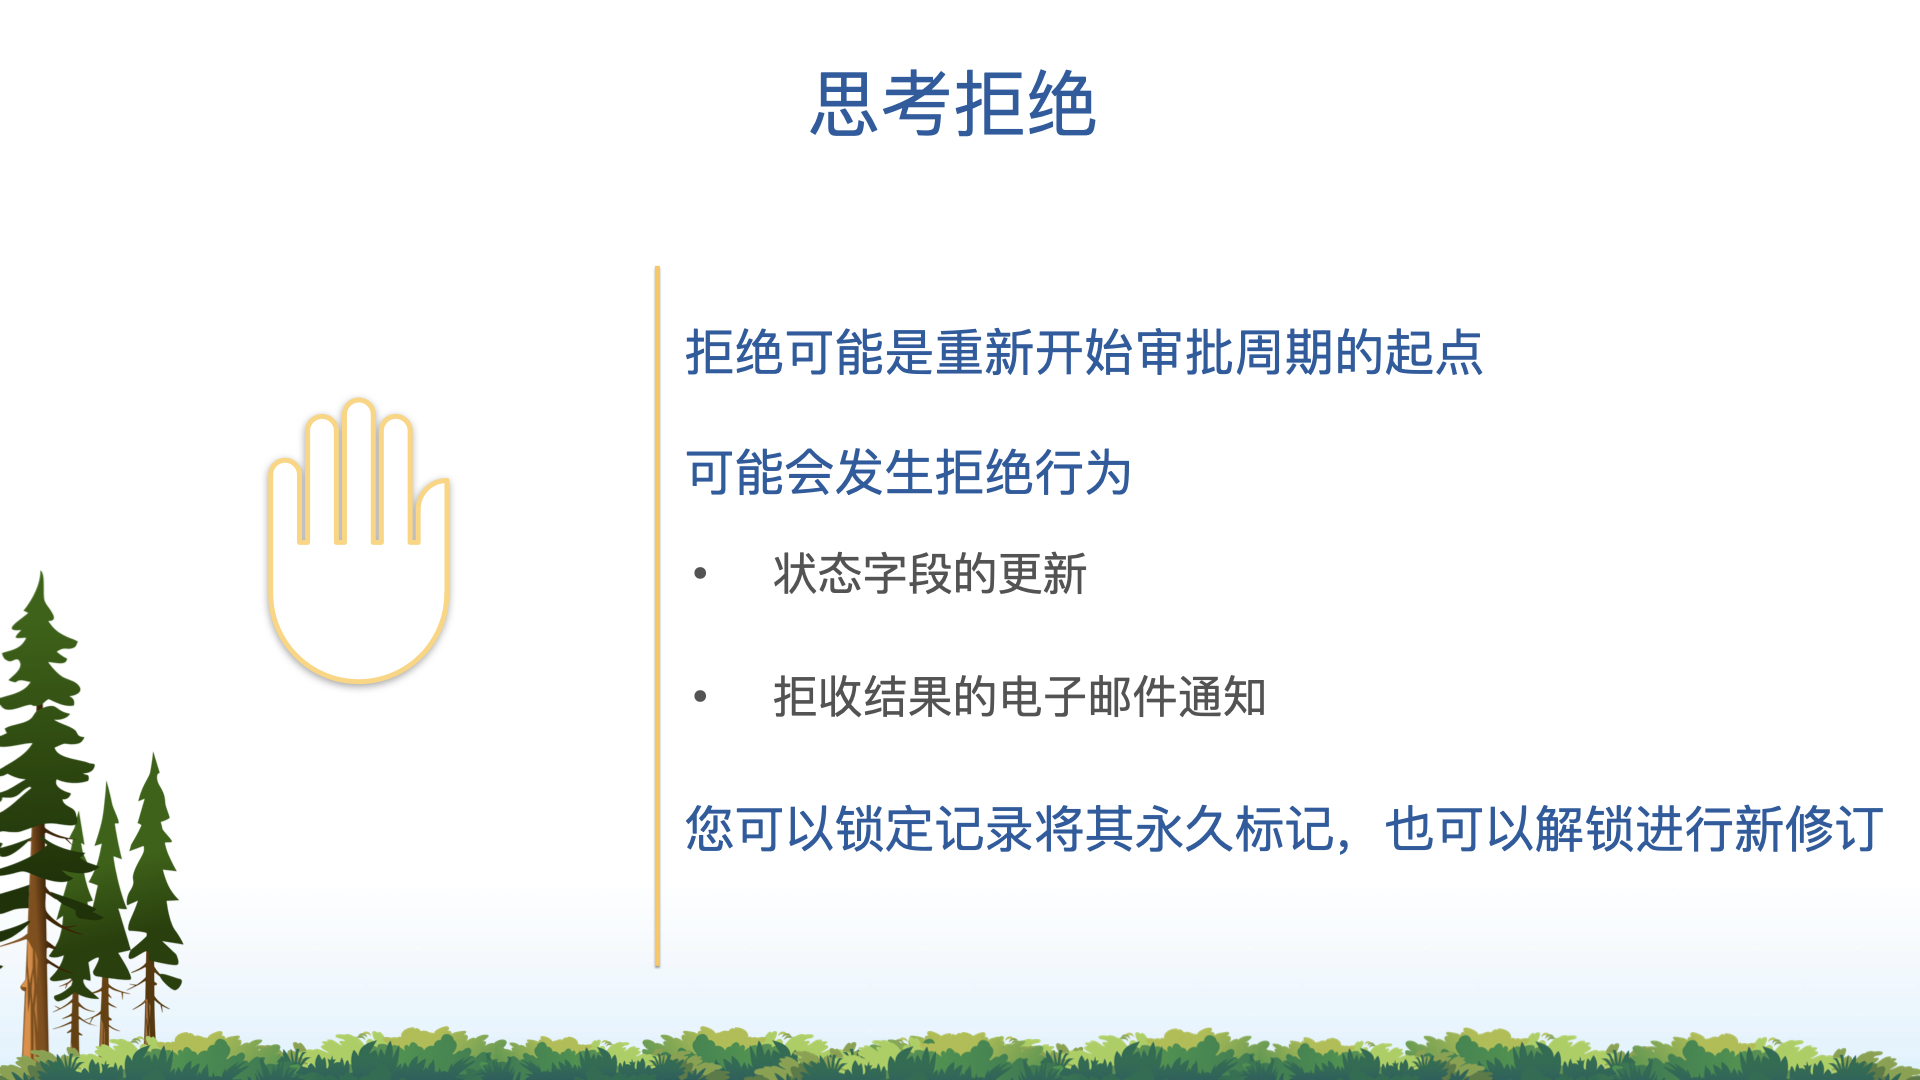 思考拒绝
拒绝可能是重新开始审批周期的起点
可能会发生拒绝行为
• 状态字段的更新
• 拒收结果的电子邮件通知
您可以锁定记录将其永久标记，也可以解锁进行新修订